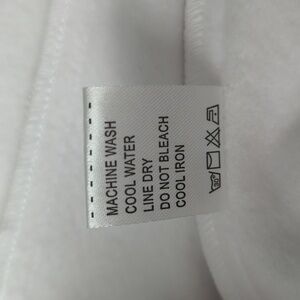 MACHINE WASH
COOL WATER
LINE DRY
DO NOT BLEACH
COOL IRON